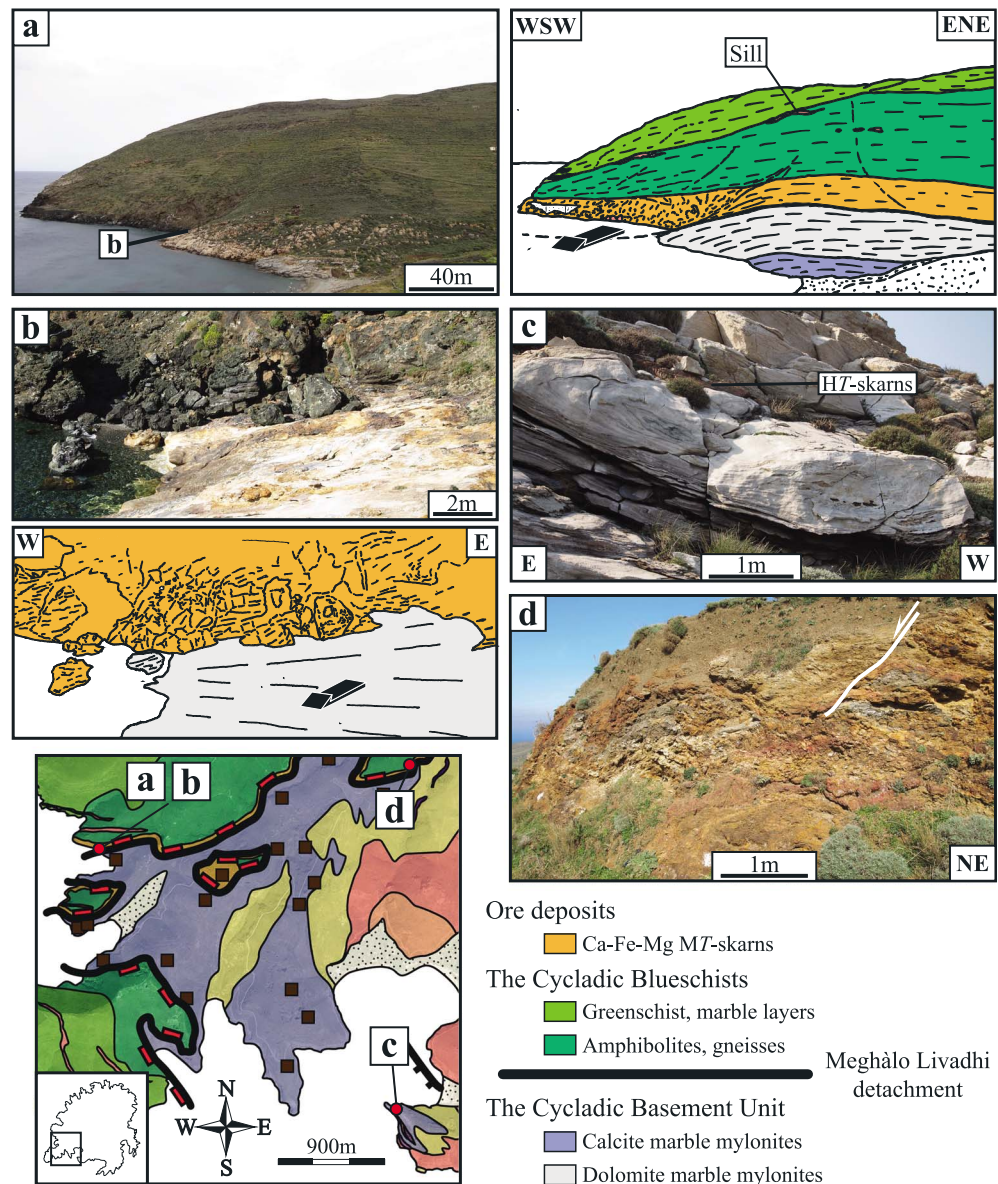 a
b
40m
WSW
ENE
Sill
b
2m
W
E
c
HT-skarns
E
1m
W
d
1m
NE
a
b
d
c
N
W
E
S
900m
Ore deposits
Ca-Fe-Mg MT-skarns
The Cycladic Blueschists
Greenschist, marble layers
Amphibolites, gneisses
Meghàlo Livadhi
detachment
The Cycladic Basement Unit
Calcite marble mylonites
Dolomite marble mylonites